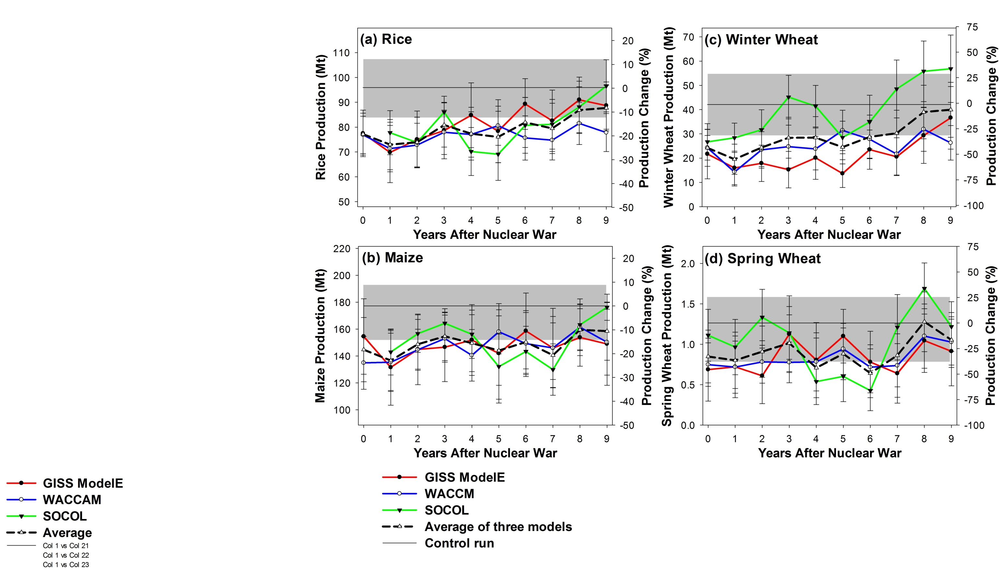 (a) Rice
Rice Production (Mt)
110
100
90
80
70
60
50
20
10
0
-10
-20
-30
-40
-50
Production Change (%)
0 1 2 3 4 5 6 7 8 9
Years After Nuclear War
(c) Winter Wheat
Winter Wheat Production (Mt)
70
60
50
40
30
20
10
0
75
50
25
0
-25
-50
-75
-100
Production Change (%)
0 1 2 3 4 5 6 7 8 9
Years After Nuclear War
(b) Maize
Maize Production (Mt)
220
200
180
160
140
120
100
20
10
0
-10
-20
-30
-40
-50
Production Change (%)
0 1 2 3 4 5 6 7 8 9
Years After Nuclear War
(d) Spring Wheat
Spring Wheat Production (Mt)
2.0
1.5
1.0
0.5
0.0
75
50
25
0
-25
-50
-75
-100
Production Change (%)
0 1 2 3 4 5 6 7 8 9
Years After Nuclear War
GISS ModelE
WACCAM
SOCOL
Average
Col 1 vs Col 21
Col 1 vs Col 22
Col 1 vs Col 23
GISS ModelE
WACCM
SOCOL
Average of three models
Control run